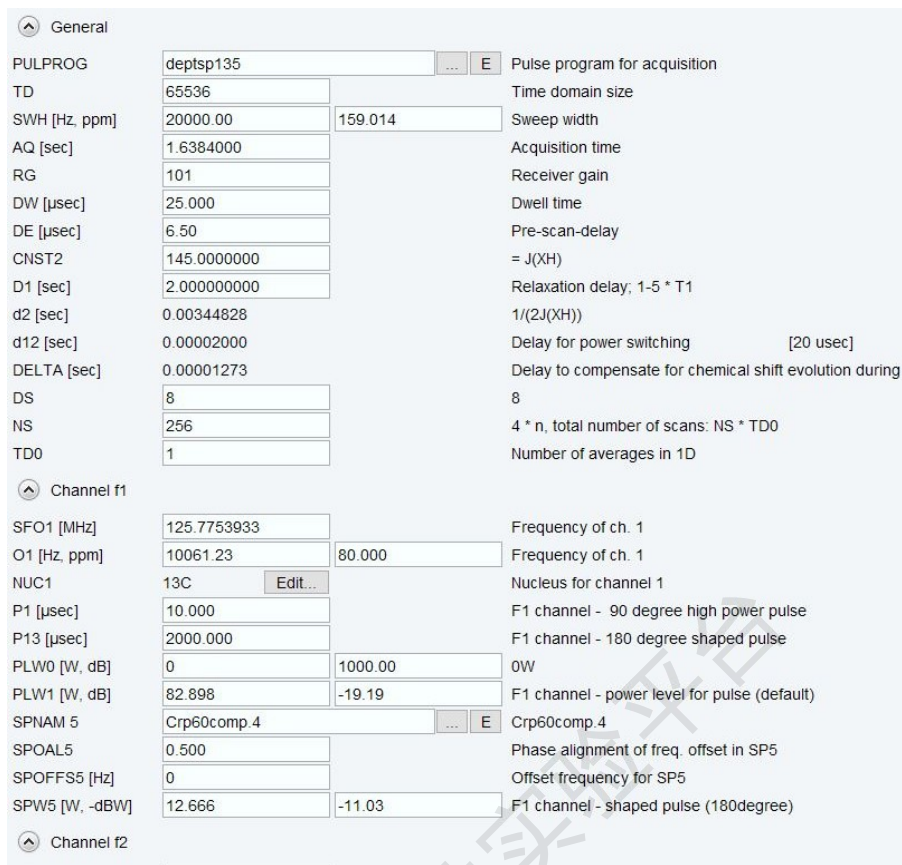 General
PULPROG deptsp135 ... E Pulse program for acquisition
TD 65536 Time domain size
SWH [Hz, ppm] 20000.00 159.014 Sweep width
AQ [sec] 1.6384000 Acquisition time
RG 101 Receiver gain
DW [µsec] 25.000 Dwell time
DE [µsec] 6.50 Pre-scan-delay
CNST2 145.0000000 = J(XH)
D1 [sec] 2.000000000 Relaxation delay; 1-5 * T1
d2 [sec] 0.00344828 1/(2J(XH))
d12 [sec] 0.00002000 Delay for power switching [20 usec]
DELTA [sec] 0.00001273 Delay to compensate for chemical shift evolution during
DS 8 8
NS 256 4 * n, total number of scans: NS * TD0
TD0 1 Number of averages in 1D
Channel f1
SFO1 [MHz] 125.7753933 Frequency of ch. 1
O1 [Hz, ppm] 10061.23 80.000 Frequency of ch. 1
NUC1 13C Edit... Nucleus for channel 1
P1 [µsec] 10.000 F1 channel - 90 degree high power pulse
P13 [µsec] 2000.000 F1 channel - 180 degree shaped pulse
PLW0 [W, dB] 0 1000.00 0W
PLW1 [W, dB] 82.898 -19.19 F1 channel - power level for pulse (default)
SPNAM 5 Crp60comp.4 ... E Crp60comp.4
SPOAL5 0.500 Phase alignment of freq. offset in SP5
SPOFFS5 [Hz] 0 Offset frequency for SP5
SPW5 [W, -dBW] 12.666 -11.03 F1 channel - shaped pulse (180degree)
Channel f2
实验平台